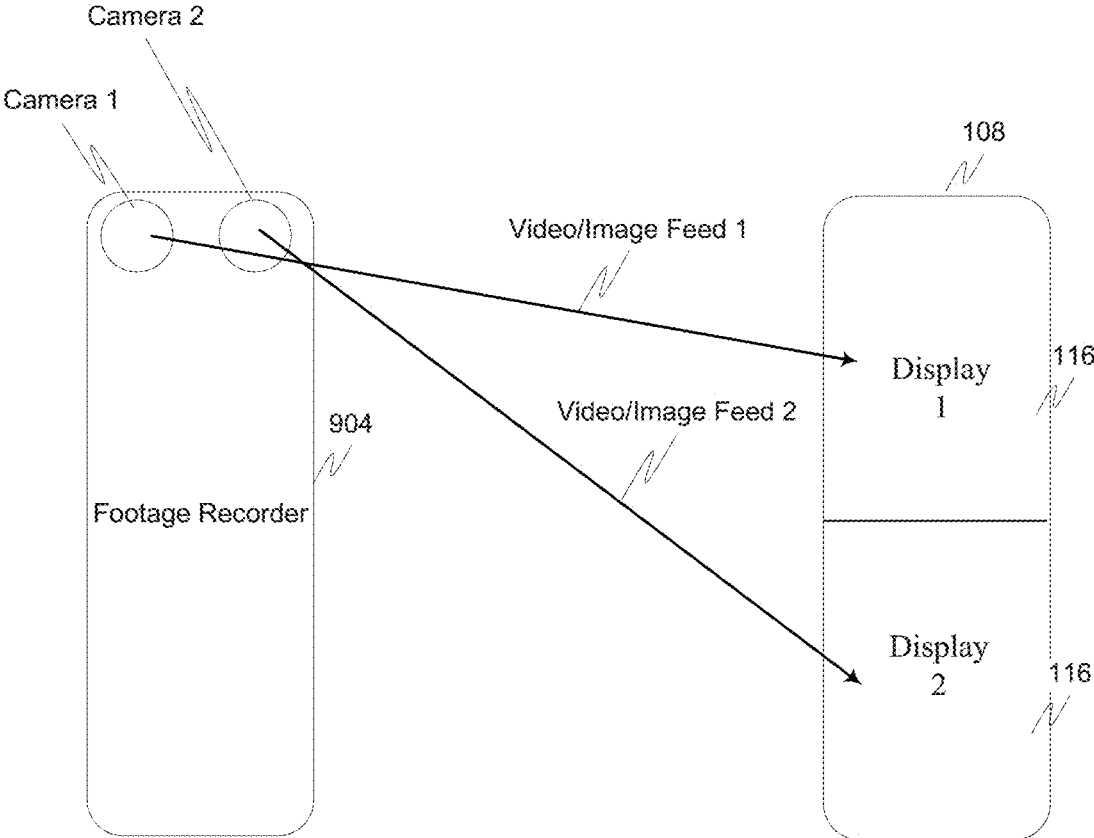 Camera 2
Camera 1
108
Video/Image Feed 1
Display
1
116
Video/Image Feed 2
904
Footage Recorder
Display
2
116